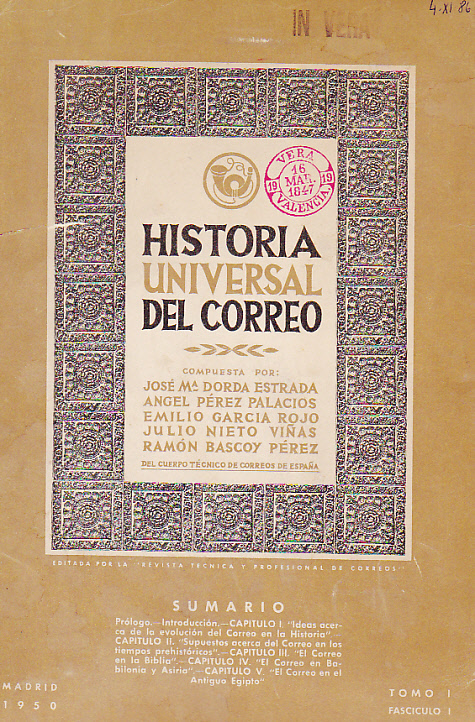 4-XI 86
IN VERA
VERA
16
MAR.
1847
19 19
VALENCIA
HISTORIA
UNIVERSAL
DEL CORREO
COMPUESTA POR:
JOSÉ Mª DORDA ESTRADA
ANGEL PÉREZ PALACIOS
EMILIO GARCIA ROJO
JULIO NIETO VIÑAS
RAMÓN BASCOY PÉREZ
DEL CUERPO TÉCNICO DE CORREOS DE ESPAÑA
EDITADA POR LA "REVISTA TECNICA Y PROFESIONAL DE CORREOS"
SUMARIO
Prólogo.—Introducción.—CAPITULO I "Ideas acer-
ca de la evolución del Correo en la Historia".—
CAPITULO II. "Supuestos acerca del Correo en los
tiempos prehistóricos".—CAPITULO III. "El Correo
en la Biblia".—CAPITULO IV. "El Correo en Ba-
bilonia y Asiria".—CAPITULO V. "El Correo en el
Antiguo Egipto"
MADRID
1950
TOMO I
FASCICULO I